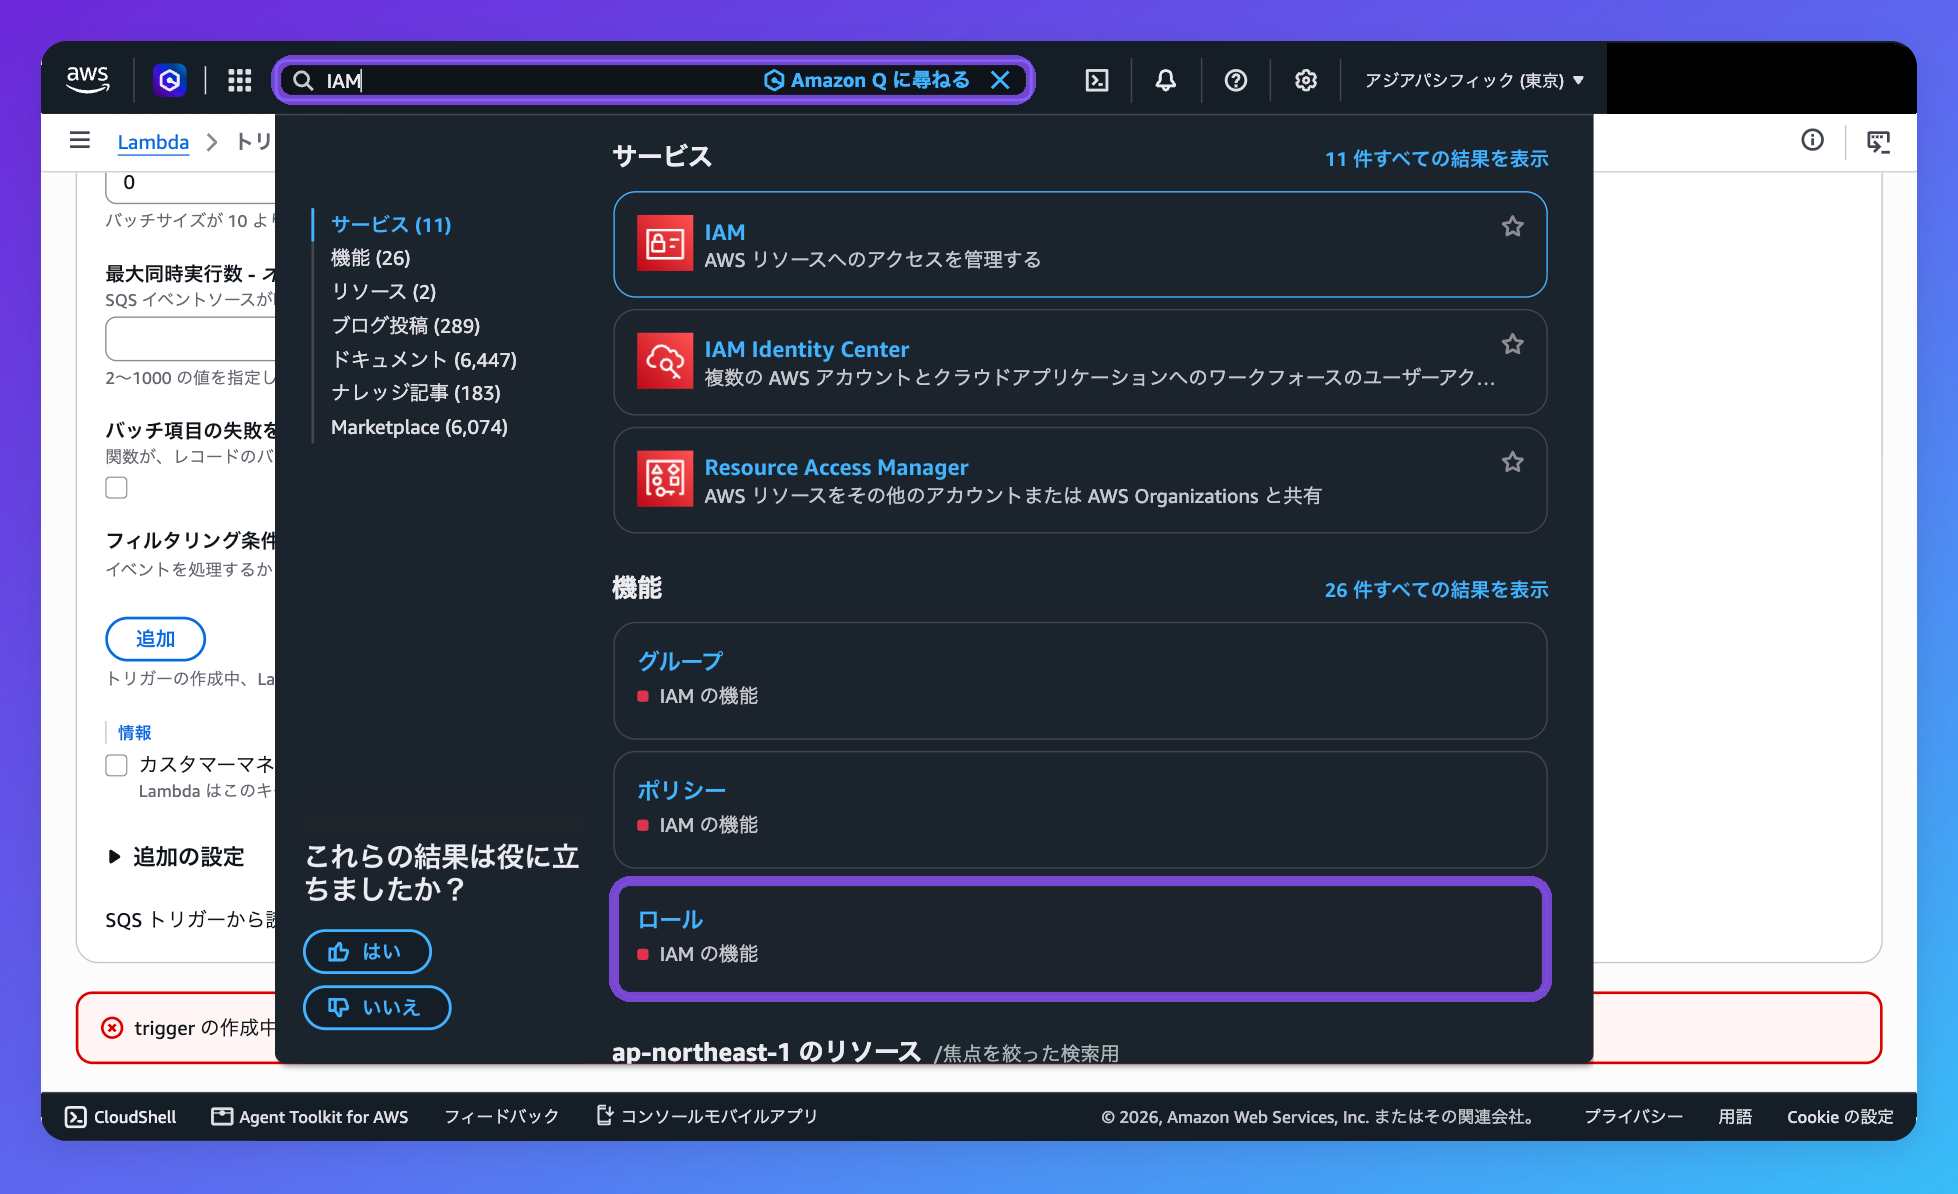 aws
IAM
Amazon Q に尋ねる
アジアパシフィック (東京)
Lambda
トリ
0
バッチサイズが 10 より
最大同時実行数 - オ
SQS イベントソースが
2〜1000 の値を指定し
バッチ項目の失敗を
関数が、レコードのバ
フィルタリング条件
イベントを処理するか
追加
トリガーの作成中、La
情報
カスタマーマネ
Lambda はこのキ
追加の設定
SQS トリガーから読
trigger の作成中
サービス (11)
機能 (26)
リソース (2)
ブログ投稿 (289)
ドキュメント (6,447)
ナレッジ記事 (183)
Marketplace (6,074)
これらの結果は役に立
ちましたか？
はい
いいえ
サービス
11 件すべての結果を表示
IAM
AWS リソースへのアクセスを管理する
IAM Identity Center
複数の AWS アカウントとクラウドアプリケーションへのワークフォースのユーザーアク...
Resource Access Manager
AWS リソースをその他のアカウントまたは AWS Organizations と共有
機能
26 件すべての結果を表示
グループ
IAM の機能
ポリシー
IAM の機能
ロール
IAM の機能
ap-northeast-1 のリソース /焦点を絞った検索用
CloudShell
Agent Toolkit for AWS
フィードバック
コンソールモバイルアプリ
© 2026, Amazon Web Services, Inc. またはその関連会社。
プライバシー
用語
Cookie の設定